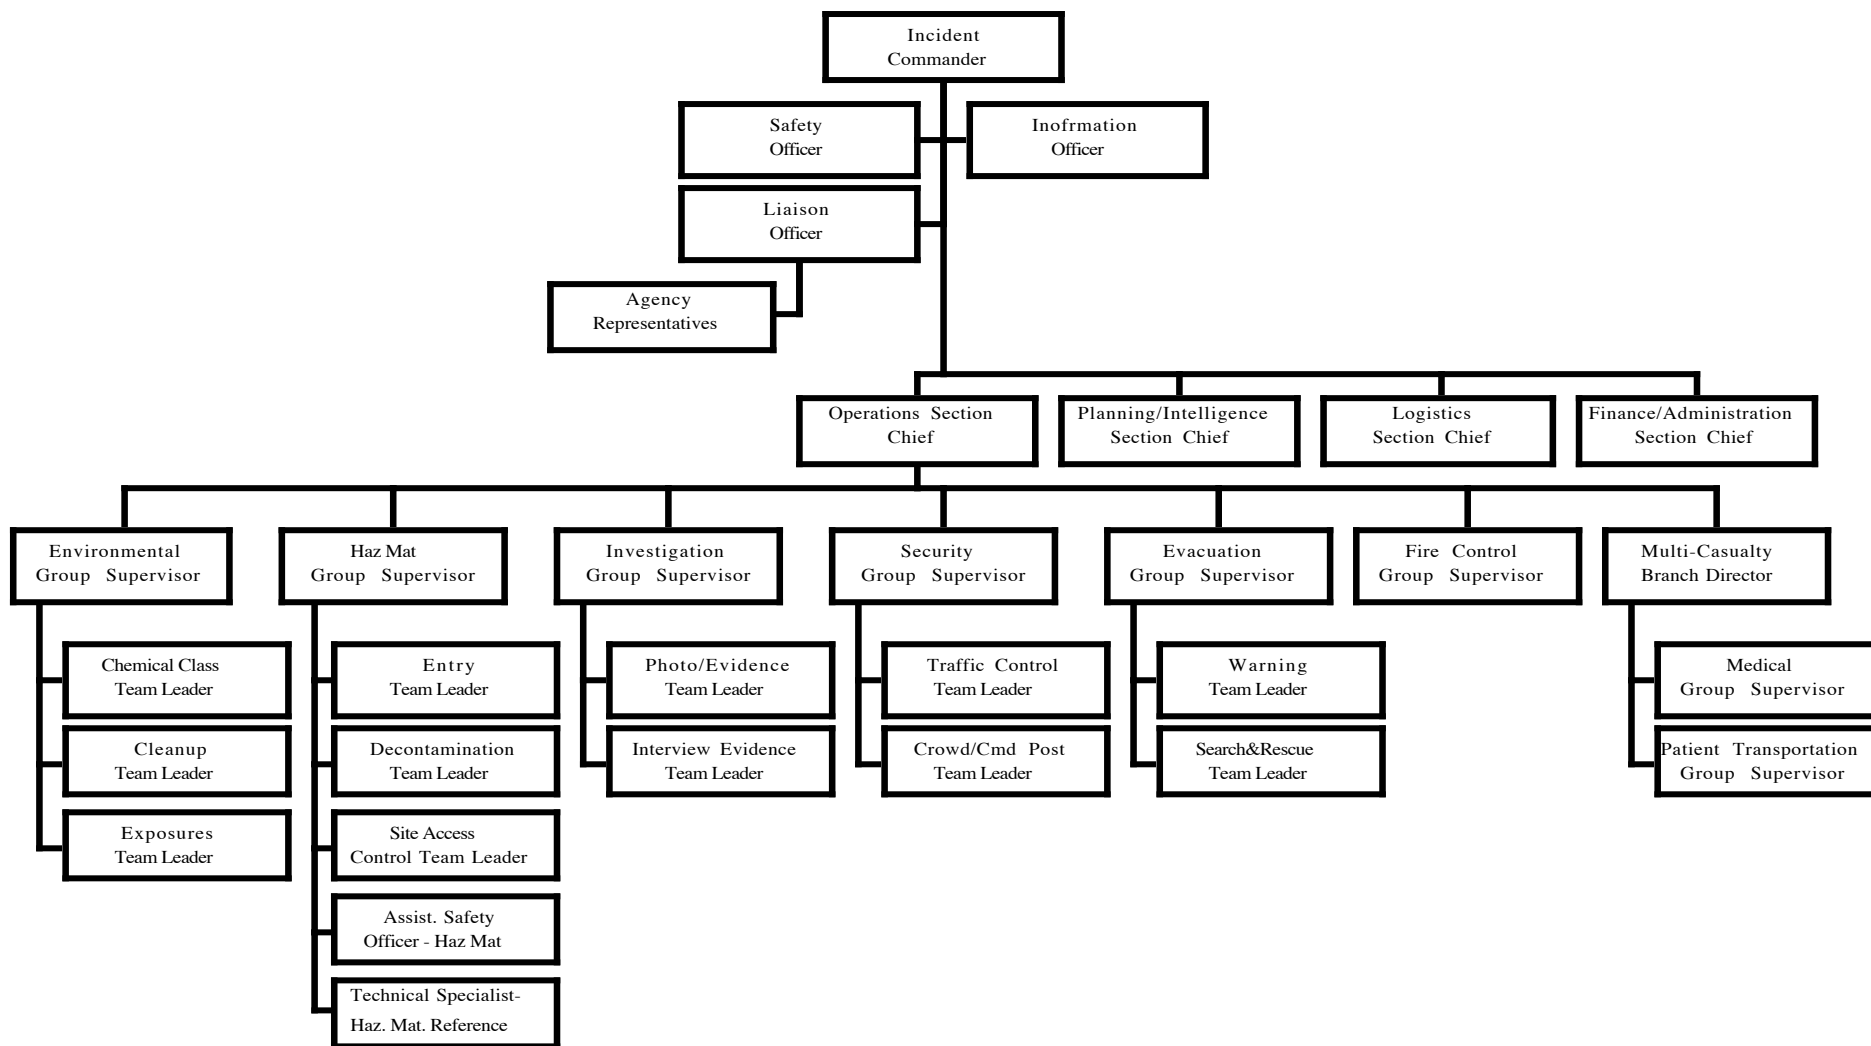 Incident
Commander
Safety
Officer
Inofrmation
Officer
Liaison
Officer
Agency
Representatives
Operations Section
Chief
Planning/Intelligence
Section Chief
Logistics
Section Chief
Finance/Administration
Section Chief
Environmental
Group Supervisor
Haz Mat
Group Supervisor
Investigation
Group Supervisor
Security
Group Supervisor
Evacuation
Group Supervisor
Fire Control
Group Supervisor
Multi-Casualty
Branch Director
Chemical Class
Team Leader
Cleanup
Team Leader
Exposures
Team Leader
Entry
Team Leader
Decontamination
Team Leader
Site Access
Control Team Leader
Assist. Safety
Officer - Haz Mat
Technical Specialist-
Haz. Mat. Reference
Photo/Evidence
Team Leader
Interview Evidence
Team Leader
Traffic Control
Team Leader
Crowd/Cmd Post
Team Leader
Warning
Team Leader
Search&Rescue
Team Leader
Medical
Group Supervisor
Patient Transportation
Group Supervisor